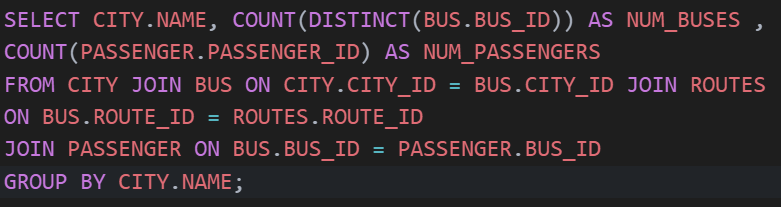 SELECT CITY.NAME, COUNT(DISTINCT(BUS.BUS_ID)) AS NUM_BUSES ,
COUNT(PASSENGER.PASSENGER_ID) AS NUM_PASSENGERS
FROM CITY JOIN BUS ON CITY.CITY_ID = BUS.CITY_ID JOIN ROUTES
ON BUS.ROUTE_ID = ROUTES.ROUTE_ID
JOIN PASSENGER ON BUS.BUS_ID = PASSENGER.BUS_ID
GROUP BY CITY.NAME;